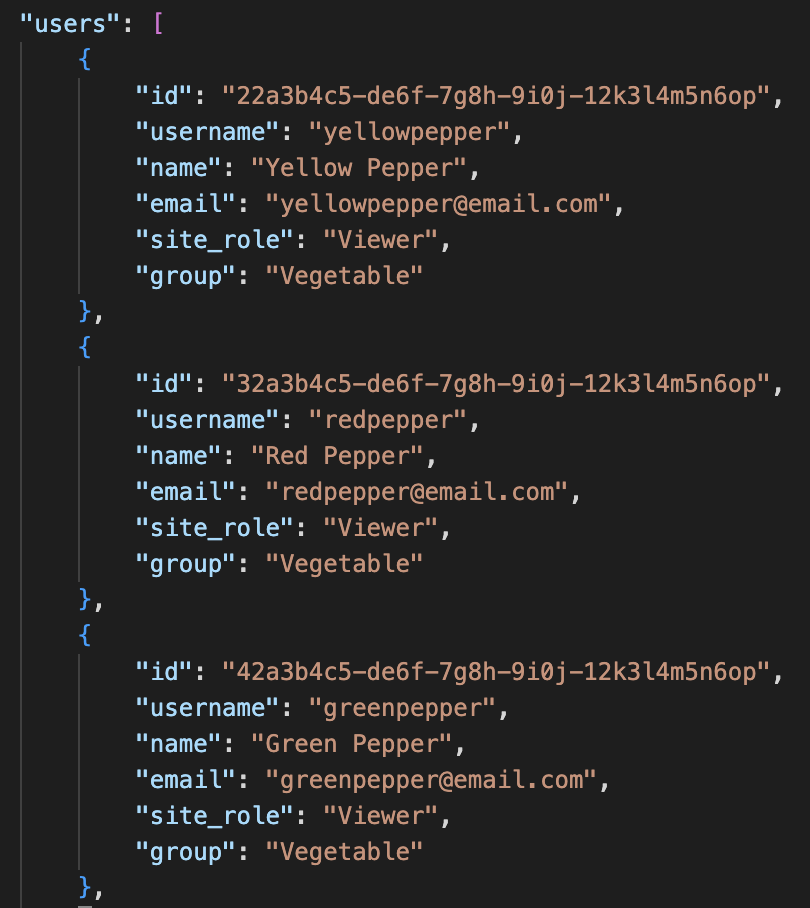 "users": [
{
"id": "22a3b4c5-de6f-7g8h-9i0j-12k3l4m5n6op",
"username": "yellowpepper",
"name": "Yellow Pepper",
"email": "yellowpepper@email.com",
"site_role": "Viewer",
"group": "Vegetable"
},
{
"id": "32a3b4c5-de6f-7g8h-9i0j-12k3l4m5n6op",
"username": "redpepper",
"name": "Red Pepper",
"email": "redpepper@email.com",
"site_role": "Viewer",
"group": "Vegetable"
},
{
"id": "42a3b4c5-de6f-7g8h-9i0j-12k3l4m5n6op",
"username": "greenpepper",
"name": "Green Pepper",
"email": "greenpepper@email.com",
"site_role": "Viewer",
"group": "Vegetable"
},